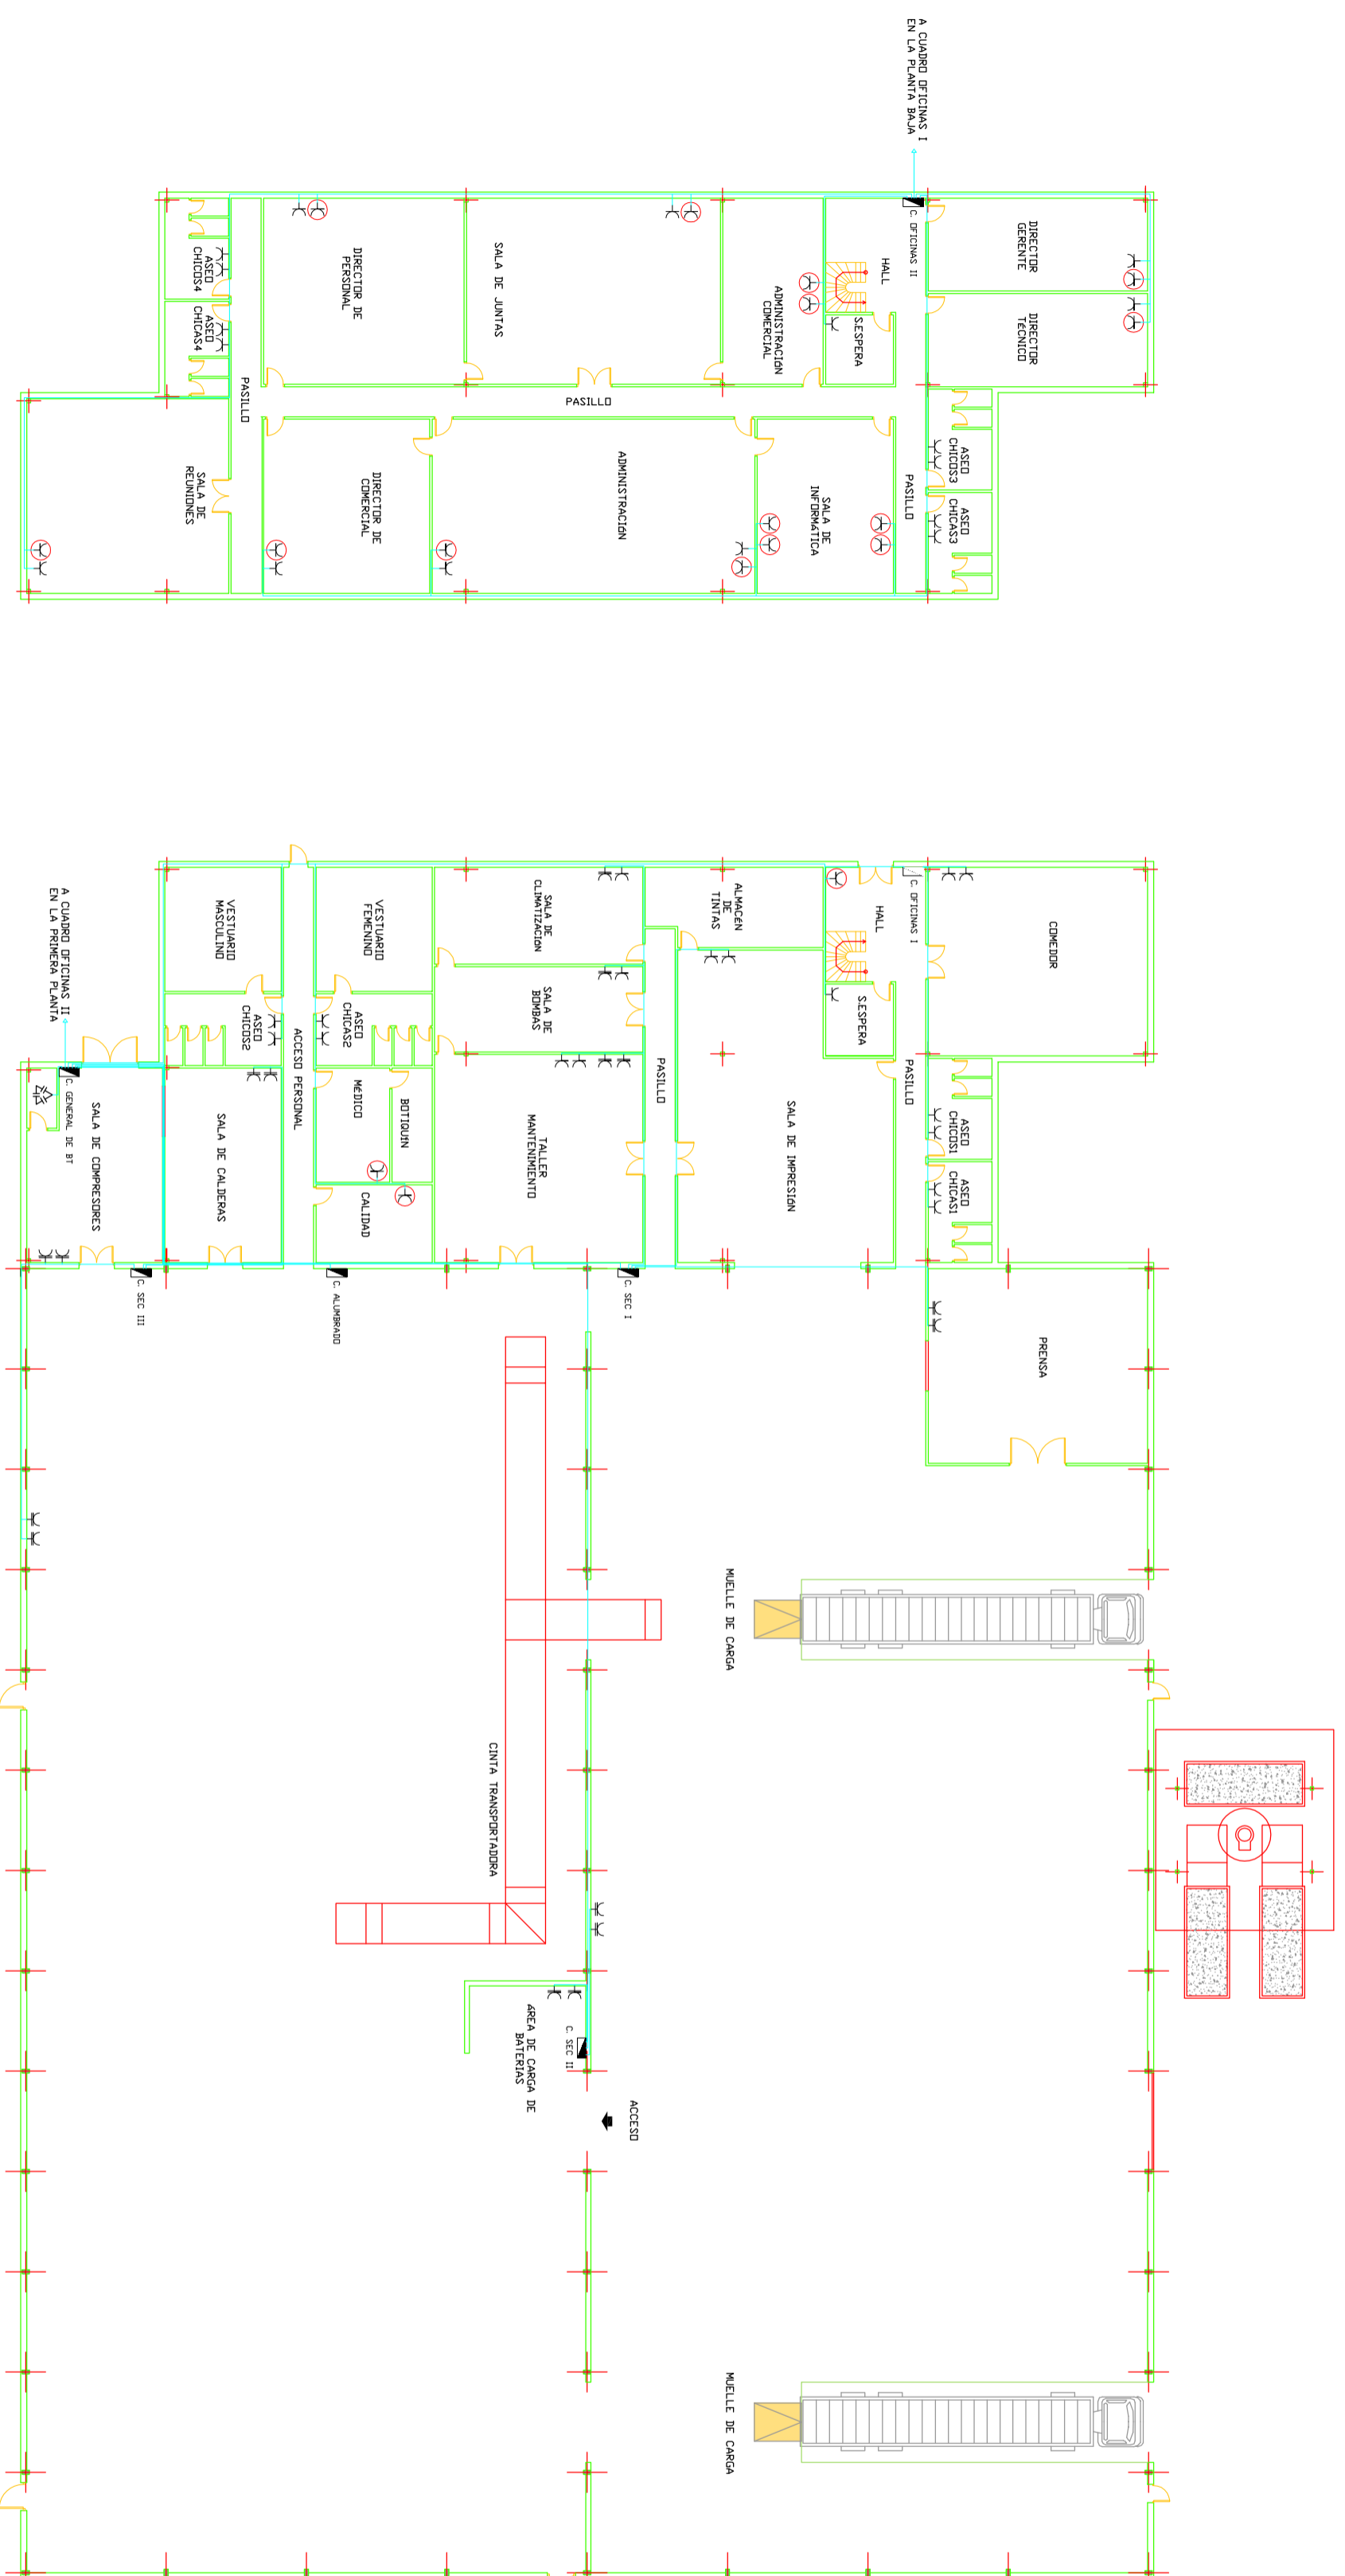 A CUADRO OFICINAS I
EN LA PLANTA BAJA
C. OFICINAS II
DIRECTOR
GERENTE
DIRECTOR
TÉCNICO
HALL
S.ESPERA
ADMINISTRACIÓN
COMERCIAL
SALA DE JUNTAS
DIRECTOR DE
PERSONAL
ASEO
CHICOS4
ASEO
CHICAS4
PASILLO
PASILLO
PASILLO
ASEO
CHICOS3
ASEO
CHICAS3
SALA DE
INFORMÁTICA
ADMINISTRACIÓN
DIRECTOR DE
COMERCIAL
SALA DE
REUNIONES
C. OFICINAS I
COMEDOR
HALL
S.ESPERA
ALMACÉN
DE
TINTAS
SALA DE
CLIMATIZACIÓN
SALA DE
BOMBAS
VESTUARIO
FEMENINO
VESTUARIO
MASCULINO
A CUADRO OFICINAS II
EN LA PRIMERA PLANTA
ASEO
CHICOS2
ASEO
CHICAS2
ACCESO PERSONAL
PASILLO
PASILLO
ASEO
CHICOS1
ASEO
CHICAS1
SALA DE IMPRESIÓN
TALLER
MANTENIMIENTO
BOTIQUIN
MÉDICO
CALIDAD
SALA DE CALDERAS
SALA DE COMPRESORES
C. GENERAL DE BT
C. SEC III
C. ALUMBRADO
C. SEC I
PRENSA
MUELLE DE CARGA
CINTA TRANSPORTADORA
C. SEC II
ÁREA DE CARGA DE
BATERIAS
ACCESO
MUELLE DE CARGA